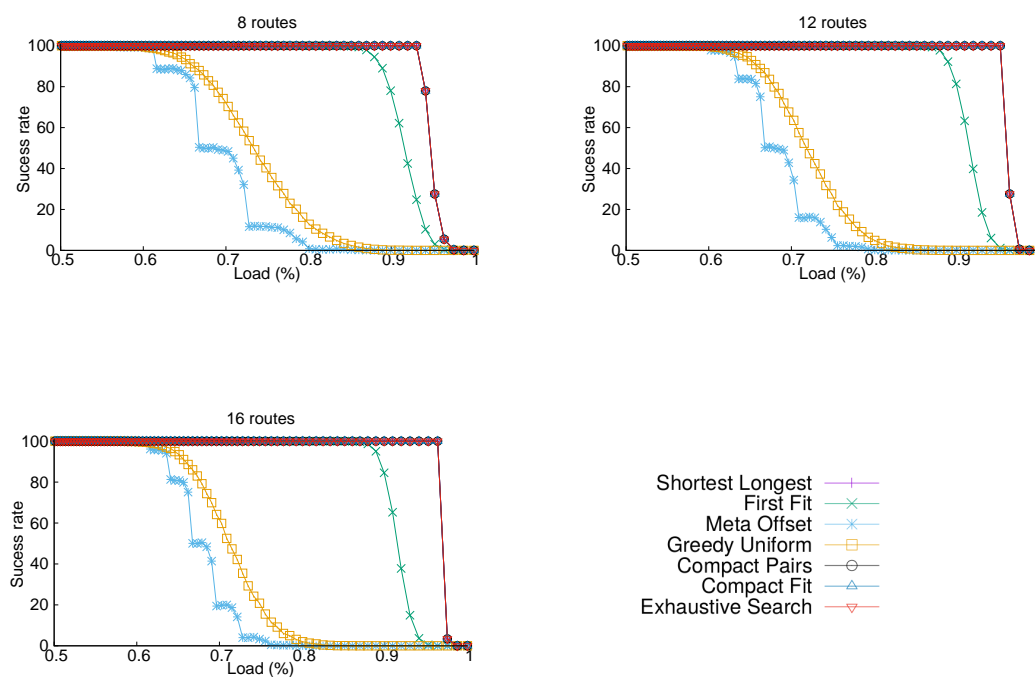 8 routes
100
80
60
40
20
0
Sucess rate
0.5 0.6 0.7 0.8 0.9 1
Load (%)
12 routes
100
80
60
40
20
0
Sucess rate
0.5 0.6 0.7 0.8 0.9
Load (%)
16 routes
100
80
60
40
20
0
Sucess rate
0.5 0.6 0.7 0.8 0.9 1
Load (%)
Shortest Longest
First Fit
Meta Offset
Greedy Uniform
Compact Pairs
Compact Fit
Exhaustive Search